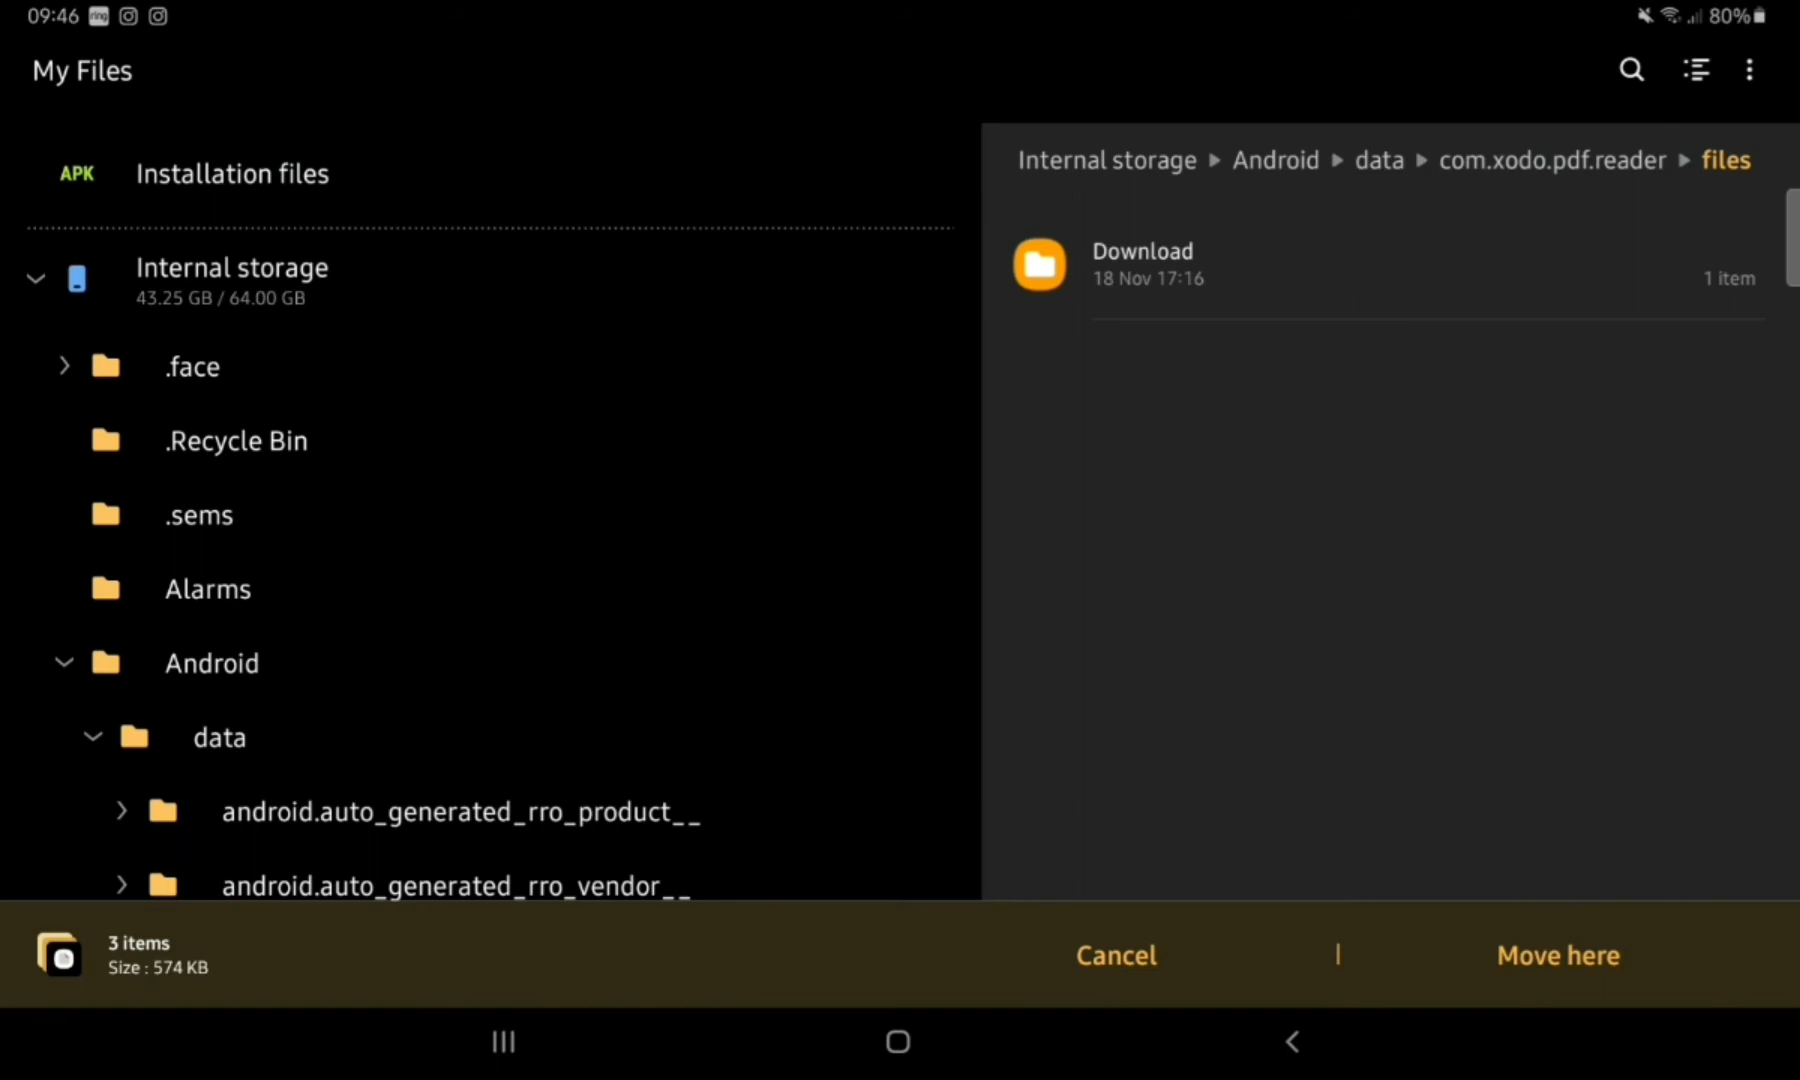 09:46 ring
80%
My Files
APK Installation files
Internal storage
43.25 GB / 64.00 GB
.face
.Recycle Bin
.sems
Alarms
Android
data
android.auto_generated_rro_product__
android.auto_generated_rro_vendor__
Internal storage ▸ Android ▸ data ▸ com.xodo.pdf.reader ▸ files
Download
18 Nov 17:16
1 item
3 items
Size : 574 KB
Cancel | Move here